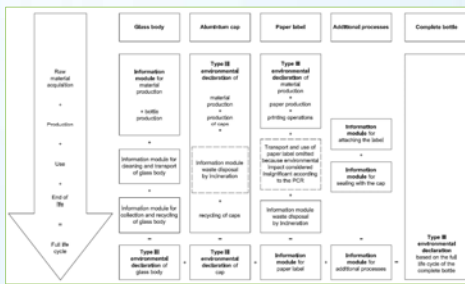 Glass body
Aluminium cap
Paper label
Additional processes
Complete bottle
Raw
material
acquisition
+
Production
+
Use
+
End of
life
=
Full life
cycle
Information
module for
material
production
+
+ bottle
production
+
Information module for
cleaning and transport
of glass body
+
Information module for
collection and recycling
of glass body
=
Type III
environmental
declaration of
glass body
+
Type III
environmental
declaration of
material
production
+
production
of caps
+
Information module
waste disposal
by incineration
+
recycling of caps
=
Type III
environmental
declaration of
cap
+
Type III
environmental
declaration of
material
production
+
paper production
+
printing operations
+
Transport and use of
paper label omitted
because environmental
impact considered
insignificant according
to the PCR
+
Information module
waste disposal
by incineration
=
Information
module for
paper label
+
Information
module for
attaching the label
+
Information
module for
sealing with the cap
=
Information
module for
additional processes
=
Type III
environmental
declaration
based on the full
life cycle of the
complete bottle